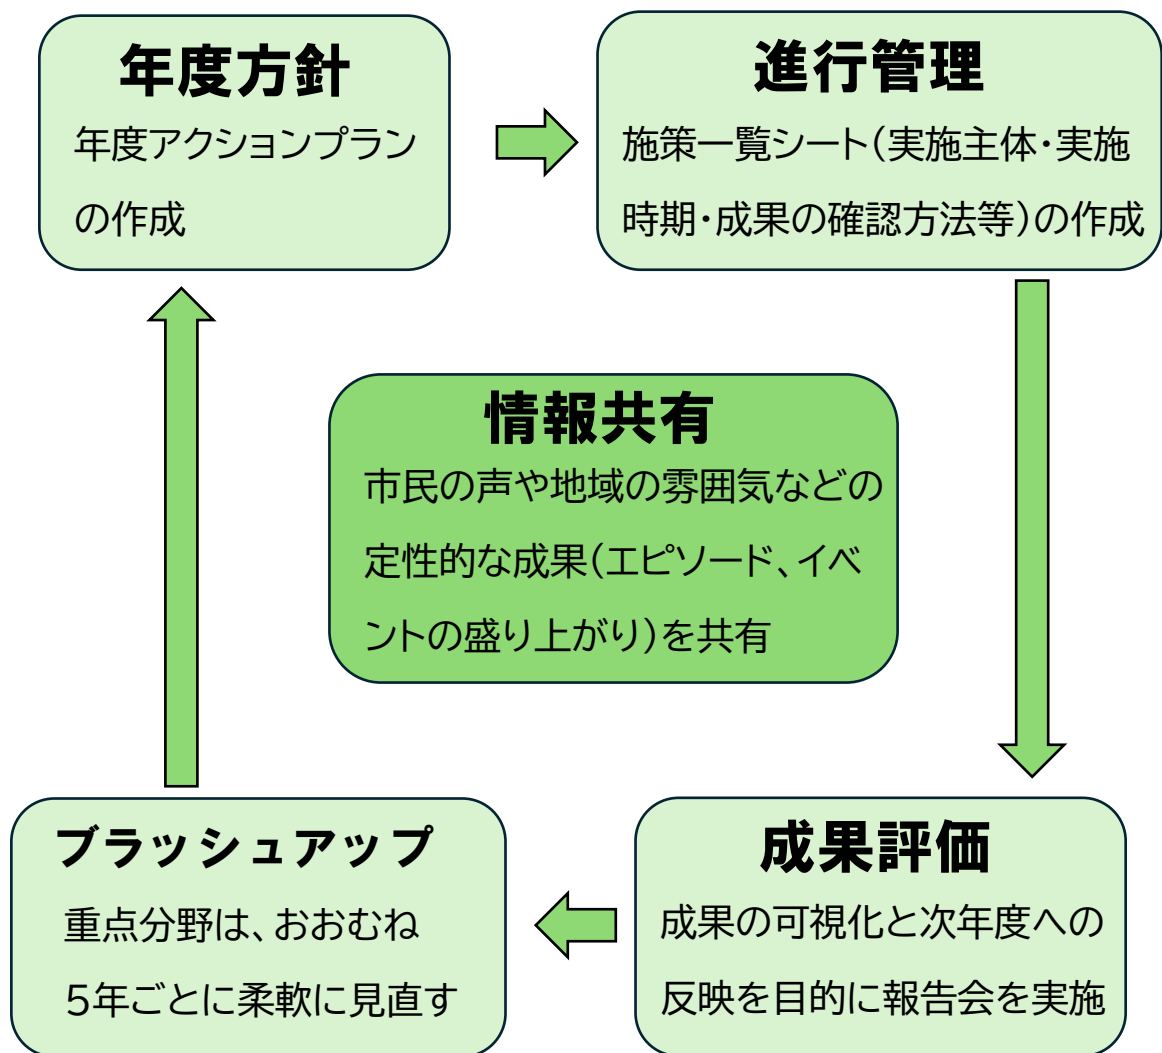 年度方針
年度アクションプラン
の作成
進行管理
施策一覧シート(実施主体・実施
時期・成果の確認方法等)の作成
情報共有
市民の声や地域の雰囲気などの
定性的な成果(エピソード、イベ
ントの盛り上がり)を共有
ブラッシュアップ
重点分野は、おおむね
5年ごとに柔軟に見直す
成果評価
成果の可視化と次年度への
反映を目的に報告会を実施